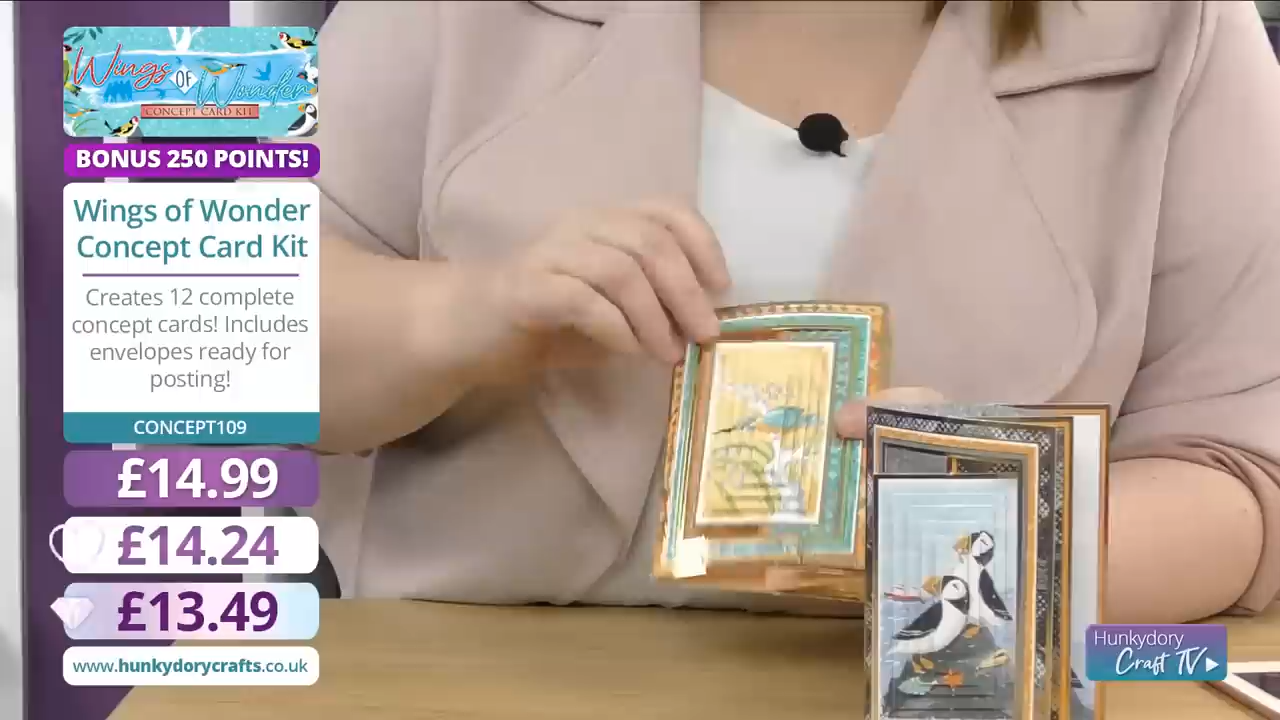 Wings OF Wonder
CONCEPT CARD KIT
BONUS 250 POINTS!
Wings of Wonder
Concept Card Kit
Creates 12 complete
concept cards! Includes
envelopes ready for
posting!
CONCEPT109
£14.99
£14.24
£13.49
www.hunkydorycrafts.co.uk
Hunkydory
Craft TV